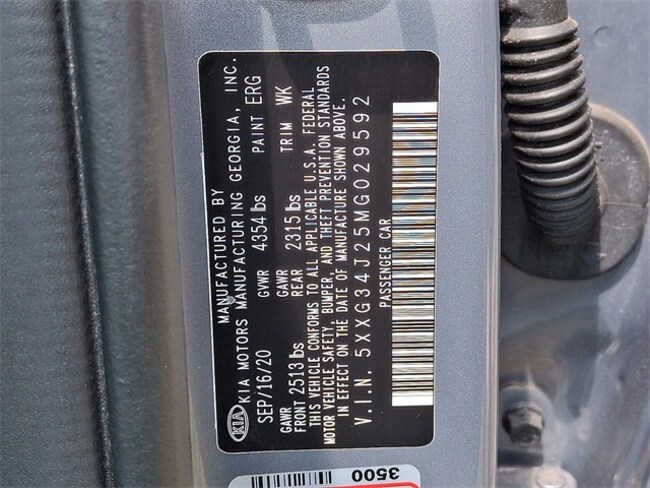 MANUFACTURED BY
KIA KIA MOTORS MANUFACTURING GEORGIA, INC.
SEP/16/20 GVWR 4354 lbs PAINT ERG
GAWR FRONT 2513 lbs GAWR REAR 2315 lbs TRIM WK
THIS VEHICLE CONFORMS TO ALL APPLICABLE U.S.A. FEDERAL
MOTOR VEHICLE SAFETY, BUMPER, AND THEFT PREVENTION STANDARDS
IN EFFECT ON THE DATE OF MANUFACTURE SHOWN ABOVE.
V.I.N. 5XXG34J25MG029592
PASSENGER CAR
3500